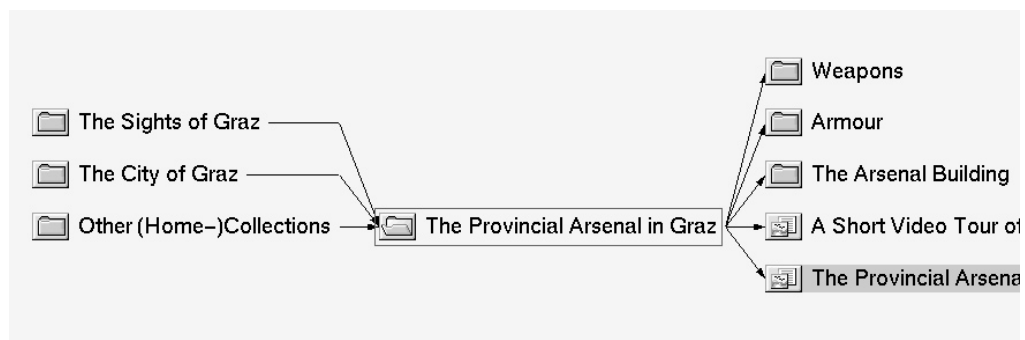 The Sights of Graz
The City of Graz
Other (Home-)Collections
The Provincial Arsenal in Graz
Weapons
Armour
The Arsenal Building
A Short Video Tour of
The Provincial Arsena